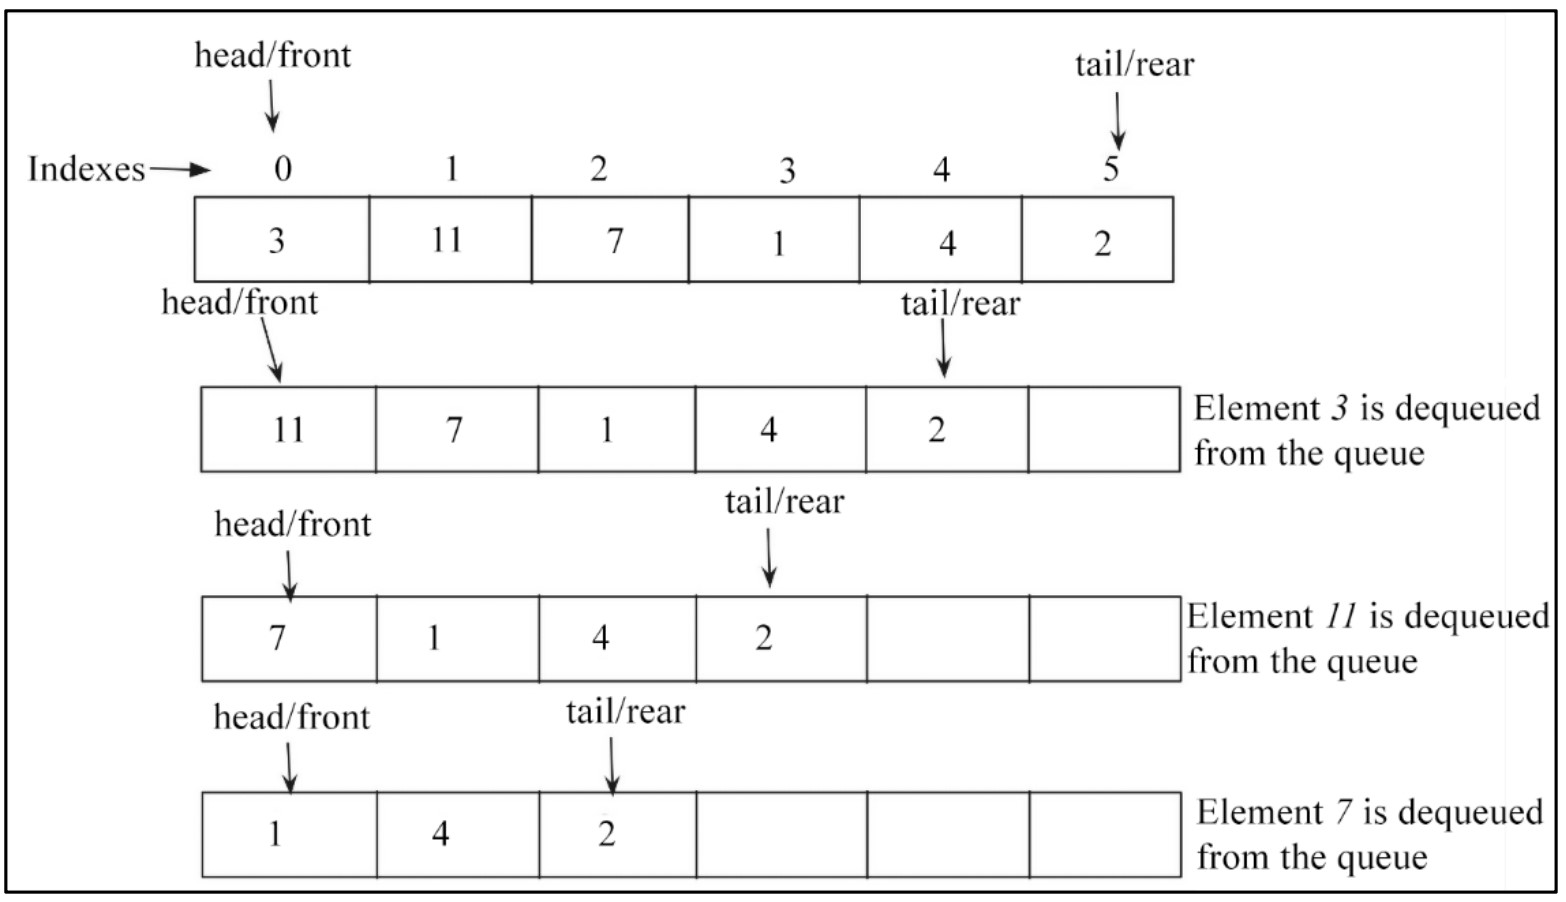 head/front
tail/rear
Indexes 0 1 2 3 4 5
3 11 7 1 4 2
head/front tail/rear
11 7 1 4 2
Element 3 is dequeued
from the queue
tail/rear
head/front
7 1 4 2
Element 11 is dequeued
from the queue
head/front tail/rear
1 4 2
Element 7 is dequeued
from the queue